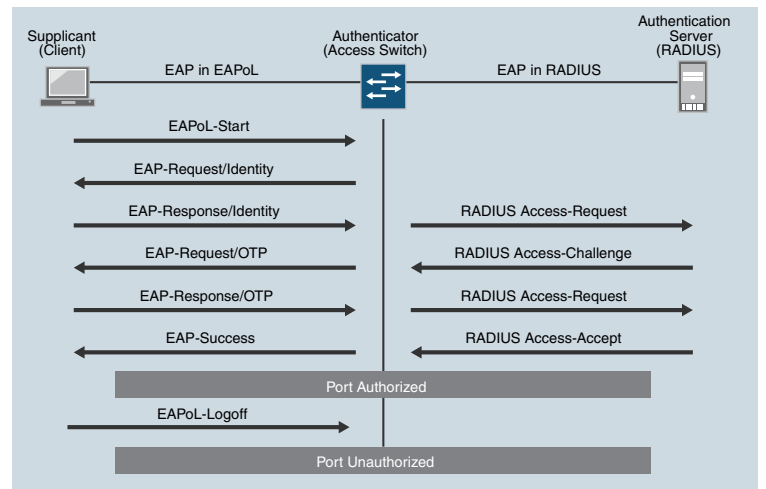 Supplicant
(Client)
Authenticator
(Access Switch)
Authentication
Server
(RADIUS)
EAP in EAPoL
EAP in RADIUS
EAPoL-Start
EAP-Request/Identity
EAP-Response/Identity
RADIUS Access-Request
EAP-Request/OTP
RADIUS Access-Challenge
EAP-Response/OTP
RADIUS Access-Request
EAP-Success
RADIUS Access-Accept
Port Authorized
EAPoL-Logoff
Port Unauthorized